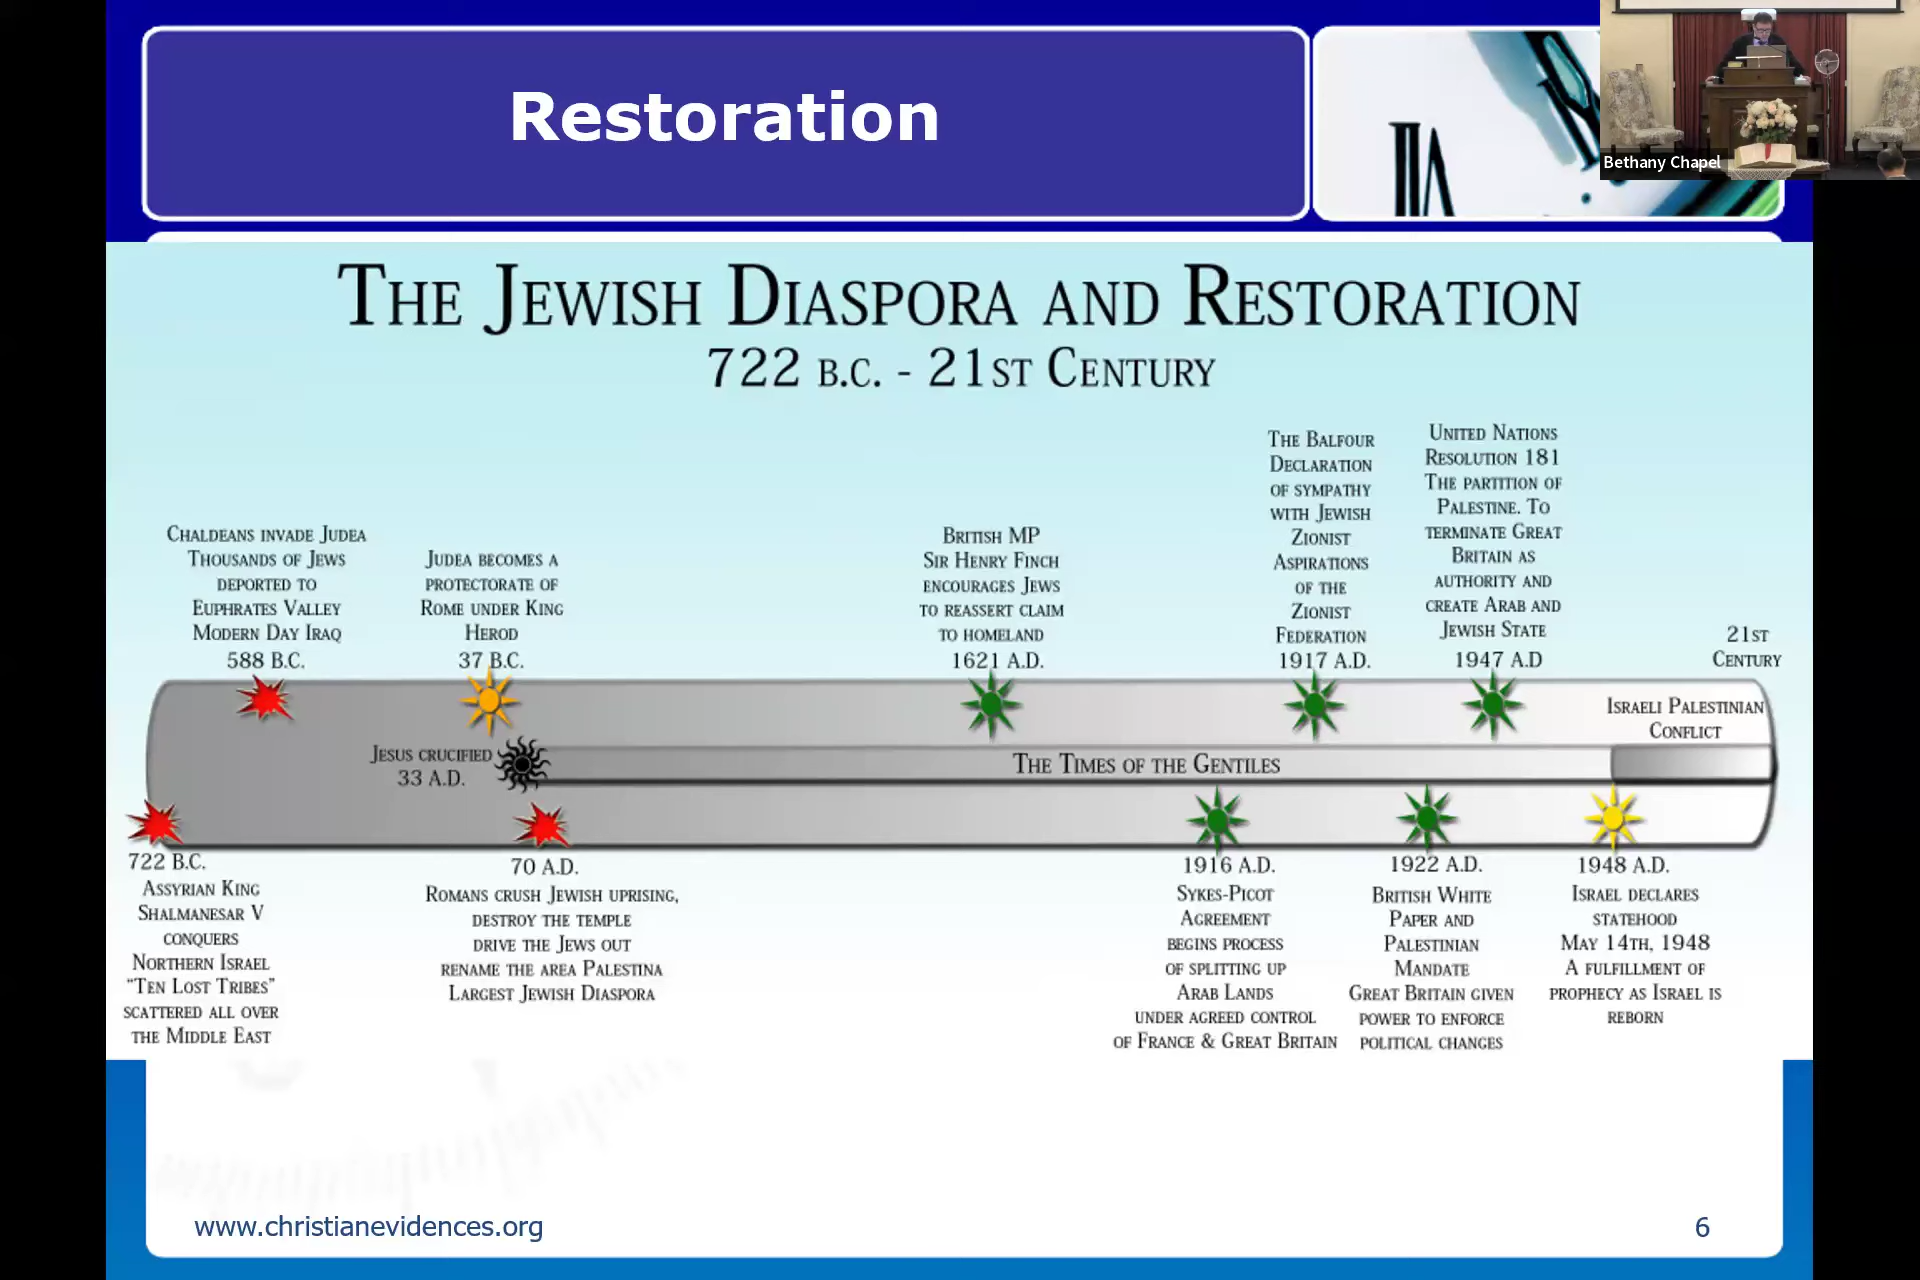 Restoration
Bethany Chapel
THE JEWISH DIASPORA AND RESTORATION
722 B.C. - 21ST CENTURY
CHALDEANS INVADE JUDEA
THOUSANDS OF JEWS
DEPORTED TO
EUPHRATES VALLEY
MODERN DAY IRAQ
588 B.C.
JUDEA BECOMES A
PROTECTORATE OF
ROME UNDER KING
HEROD
37 B.C.
BRITISH MP
SIR HENRY FINCH
ENCOURAGES JEWS
TO REASSERT CLAIM
TO HOMELAND
1621 A.D.
THE BALFOUR
DECLARATION
OF SYMPATHY
WITH JEWISH
ZIONIST
ASPIRATIONS
OF THE
ZIONIST
FEDERATION
1917 A.D.
UNITED NATIONS
RESOLUTION 181
THE PARTITION OF
PALESTINE. TO
TERMINATE GREAT
BRITAIN AS
AUTHORITY AND
CREATE ARAB AND
JEWISH STATE
1947 A.D
21ST
CENTURY
ISRAELI PALESTINIAN
CONFLICT
JESUS CRUCIFIED
33 A.D.
THE TIMES OF THE GENTILES
722 B.C.
ASSYRIAN KING
SHALMANESAR V
CONQUERS
NORTHERN ISRAEL
"TEN LOST TRIBES"
SCATTERED ALL OVER
THE MIDDLE EAST
70 A.D.
ROMANS CRUSH JEWISH UPRISING,
DESTROY THE TEMPLE
DRIVE THE JEWS OUT
RENAME THE AREA PALESTINA
LARGEST JEWISH DIASPORA
1916 A.D.
SYKES-PICOT
AGREEMENT
BEGINS PROCESS
OF SPLITTING UP
ARAB LANDS
UNDER AGREED CONTROL
OF FRANCE & GREAT BRITAIN
1922 A.D.
BRITISH WHITE
PAPER AND
PALESTINIAN
MANDATE
GREAT BRITAIN GIVEN
POWER TO ENFORCE
POLITICAL CHANGES
1948 A.D.
ISRAEL DECLARES
STATEHOOD
MAY 14TH, 1948
A FULFILLMENT OF
PROPHECY AS ISRAEL IS
REBORN
www.christianevidences.org
6